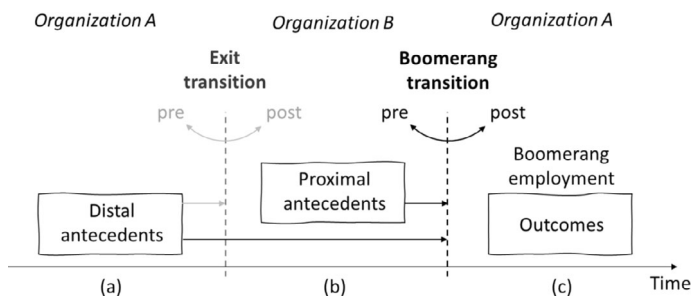 Organization A
Organization B
Organization A
Exit
transition
Boomerang
transition
pre
post
pre
post
Boomerang
employment
Distal
antecedents
Proximal
antecedents
Outcomes
(a)
(b)
(c)
Time